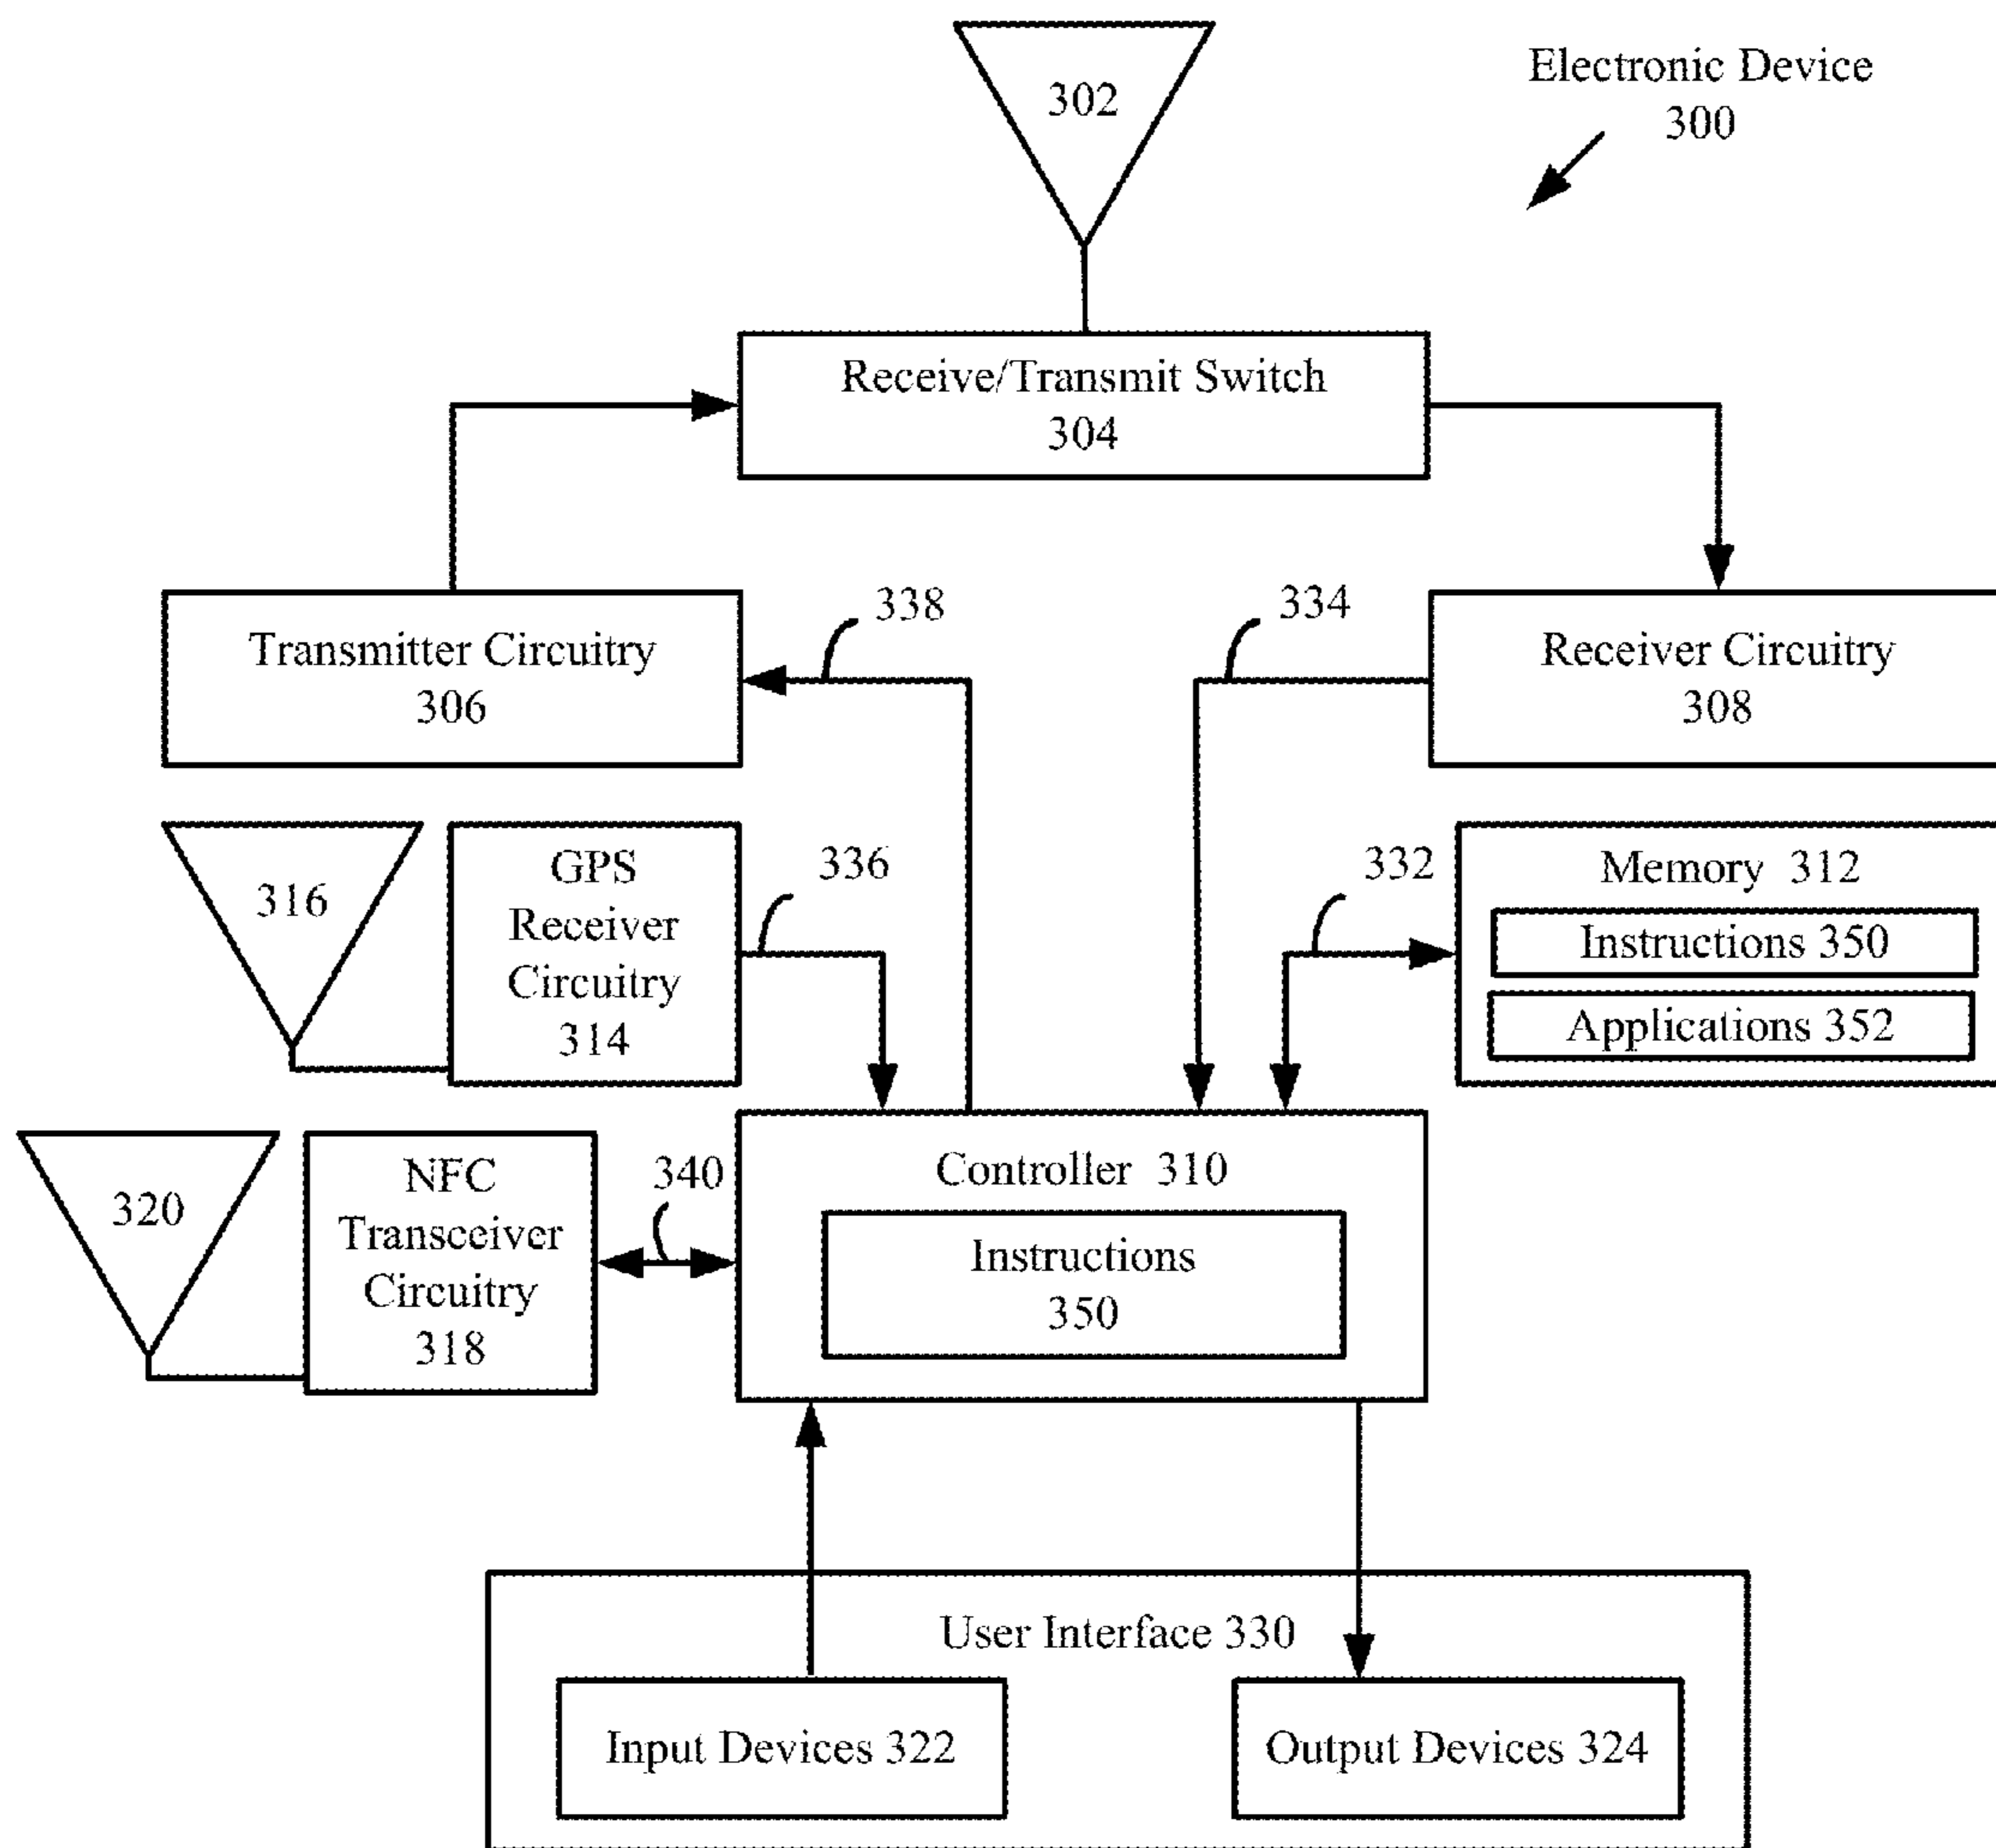 302
Electronic Device
300
Receive/Transmit Switch
304
338
334
Transmitter Circuitry
306
Receiver Circuitry
308
316
GPS
Receiver
Circuitry
314
336
332
Memory 312
Instructions 350
Applications 352
320
NFC
Transceiver
Circuitry
318
340
Controller 310
Instructions
350
User Interface 330
Input Devices 322
Output Devices 324